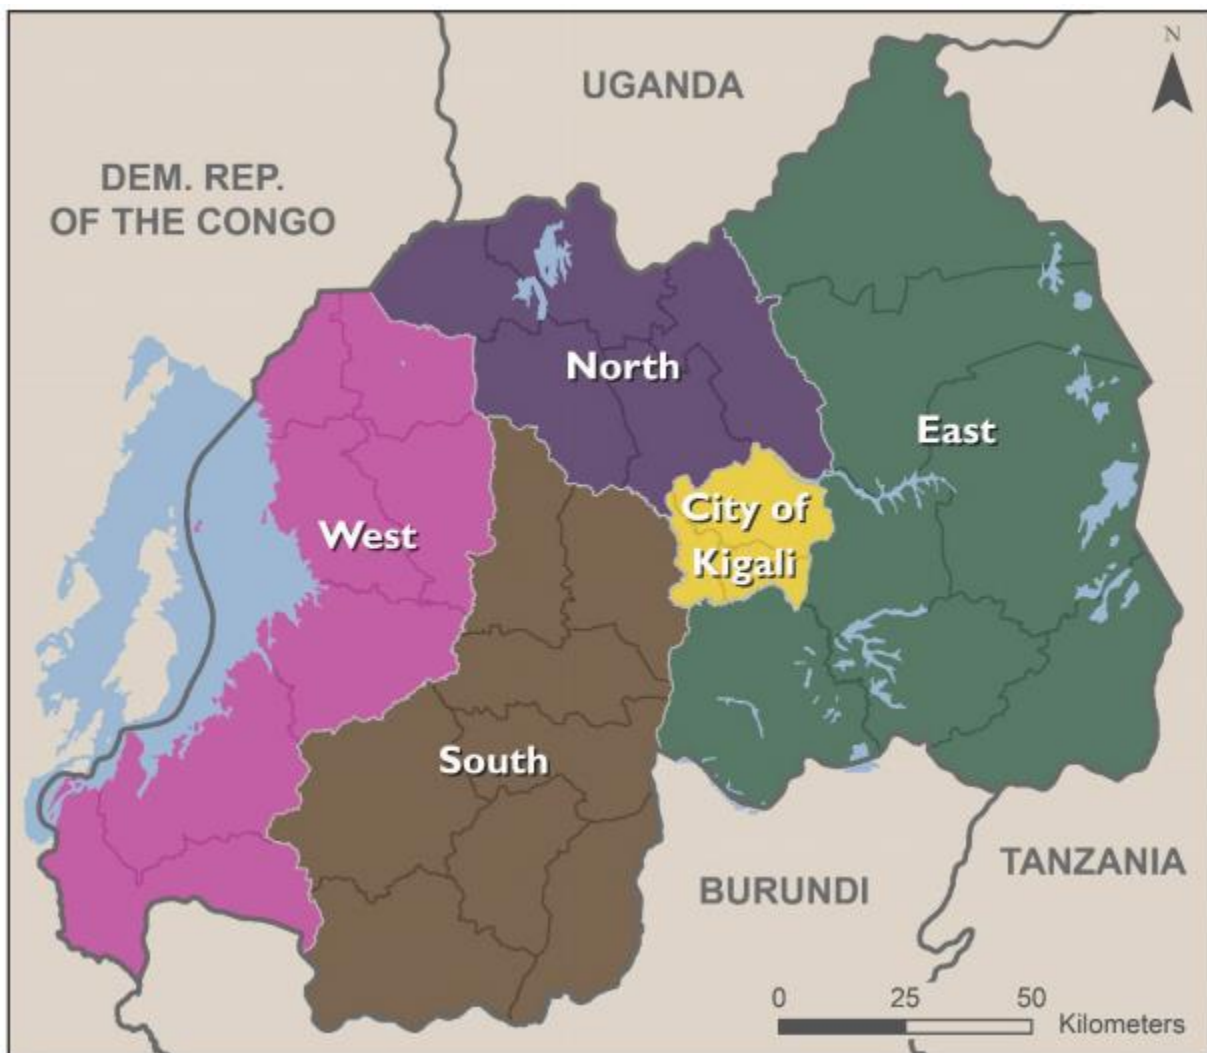 N
UGANDA
DEM. REP.
OF THE CONGO
North
East
City of
Kigali
West
South
BURUNDI
TANZANIA
0 25 50
Kilometers